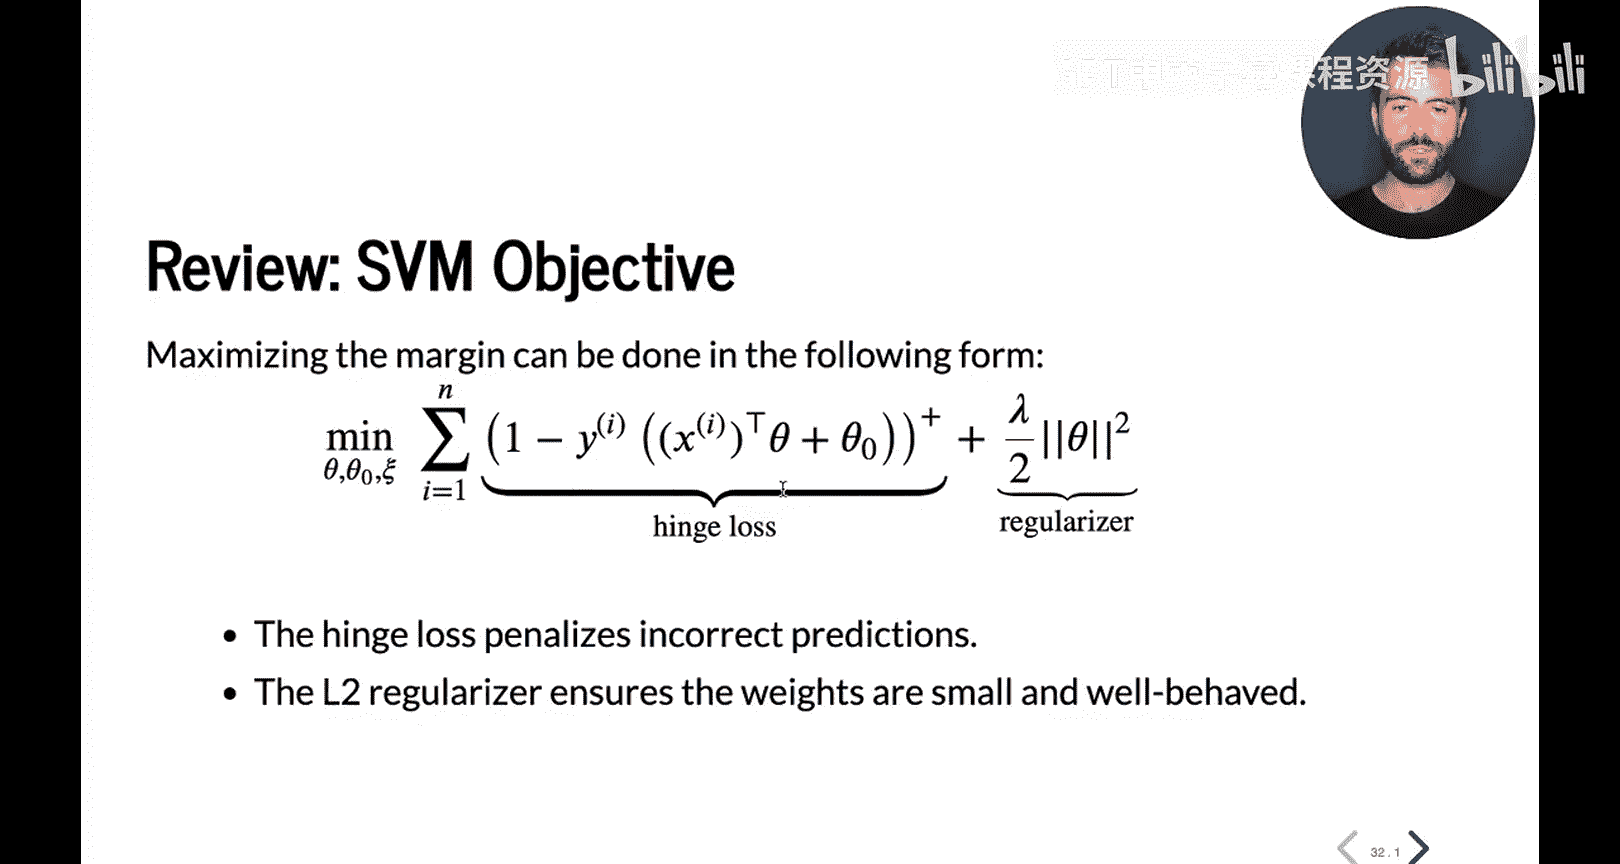 程资源 bilibili
Review: SVM Objective
Maximizing the margin can be done in the following form:
min_{θ,θ₀,ξ} ∑_{i=1}^{n} (1 − y^{(i)} ((x^{(i)})^⊤θ + θ₀))^+ + λ/2 ||θ||²
hinge loss
regularizer
• The hinge loss penalizes incorrect predictions.
• The L2 regularizer ensures the weights are small and well-behaved.
32.1